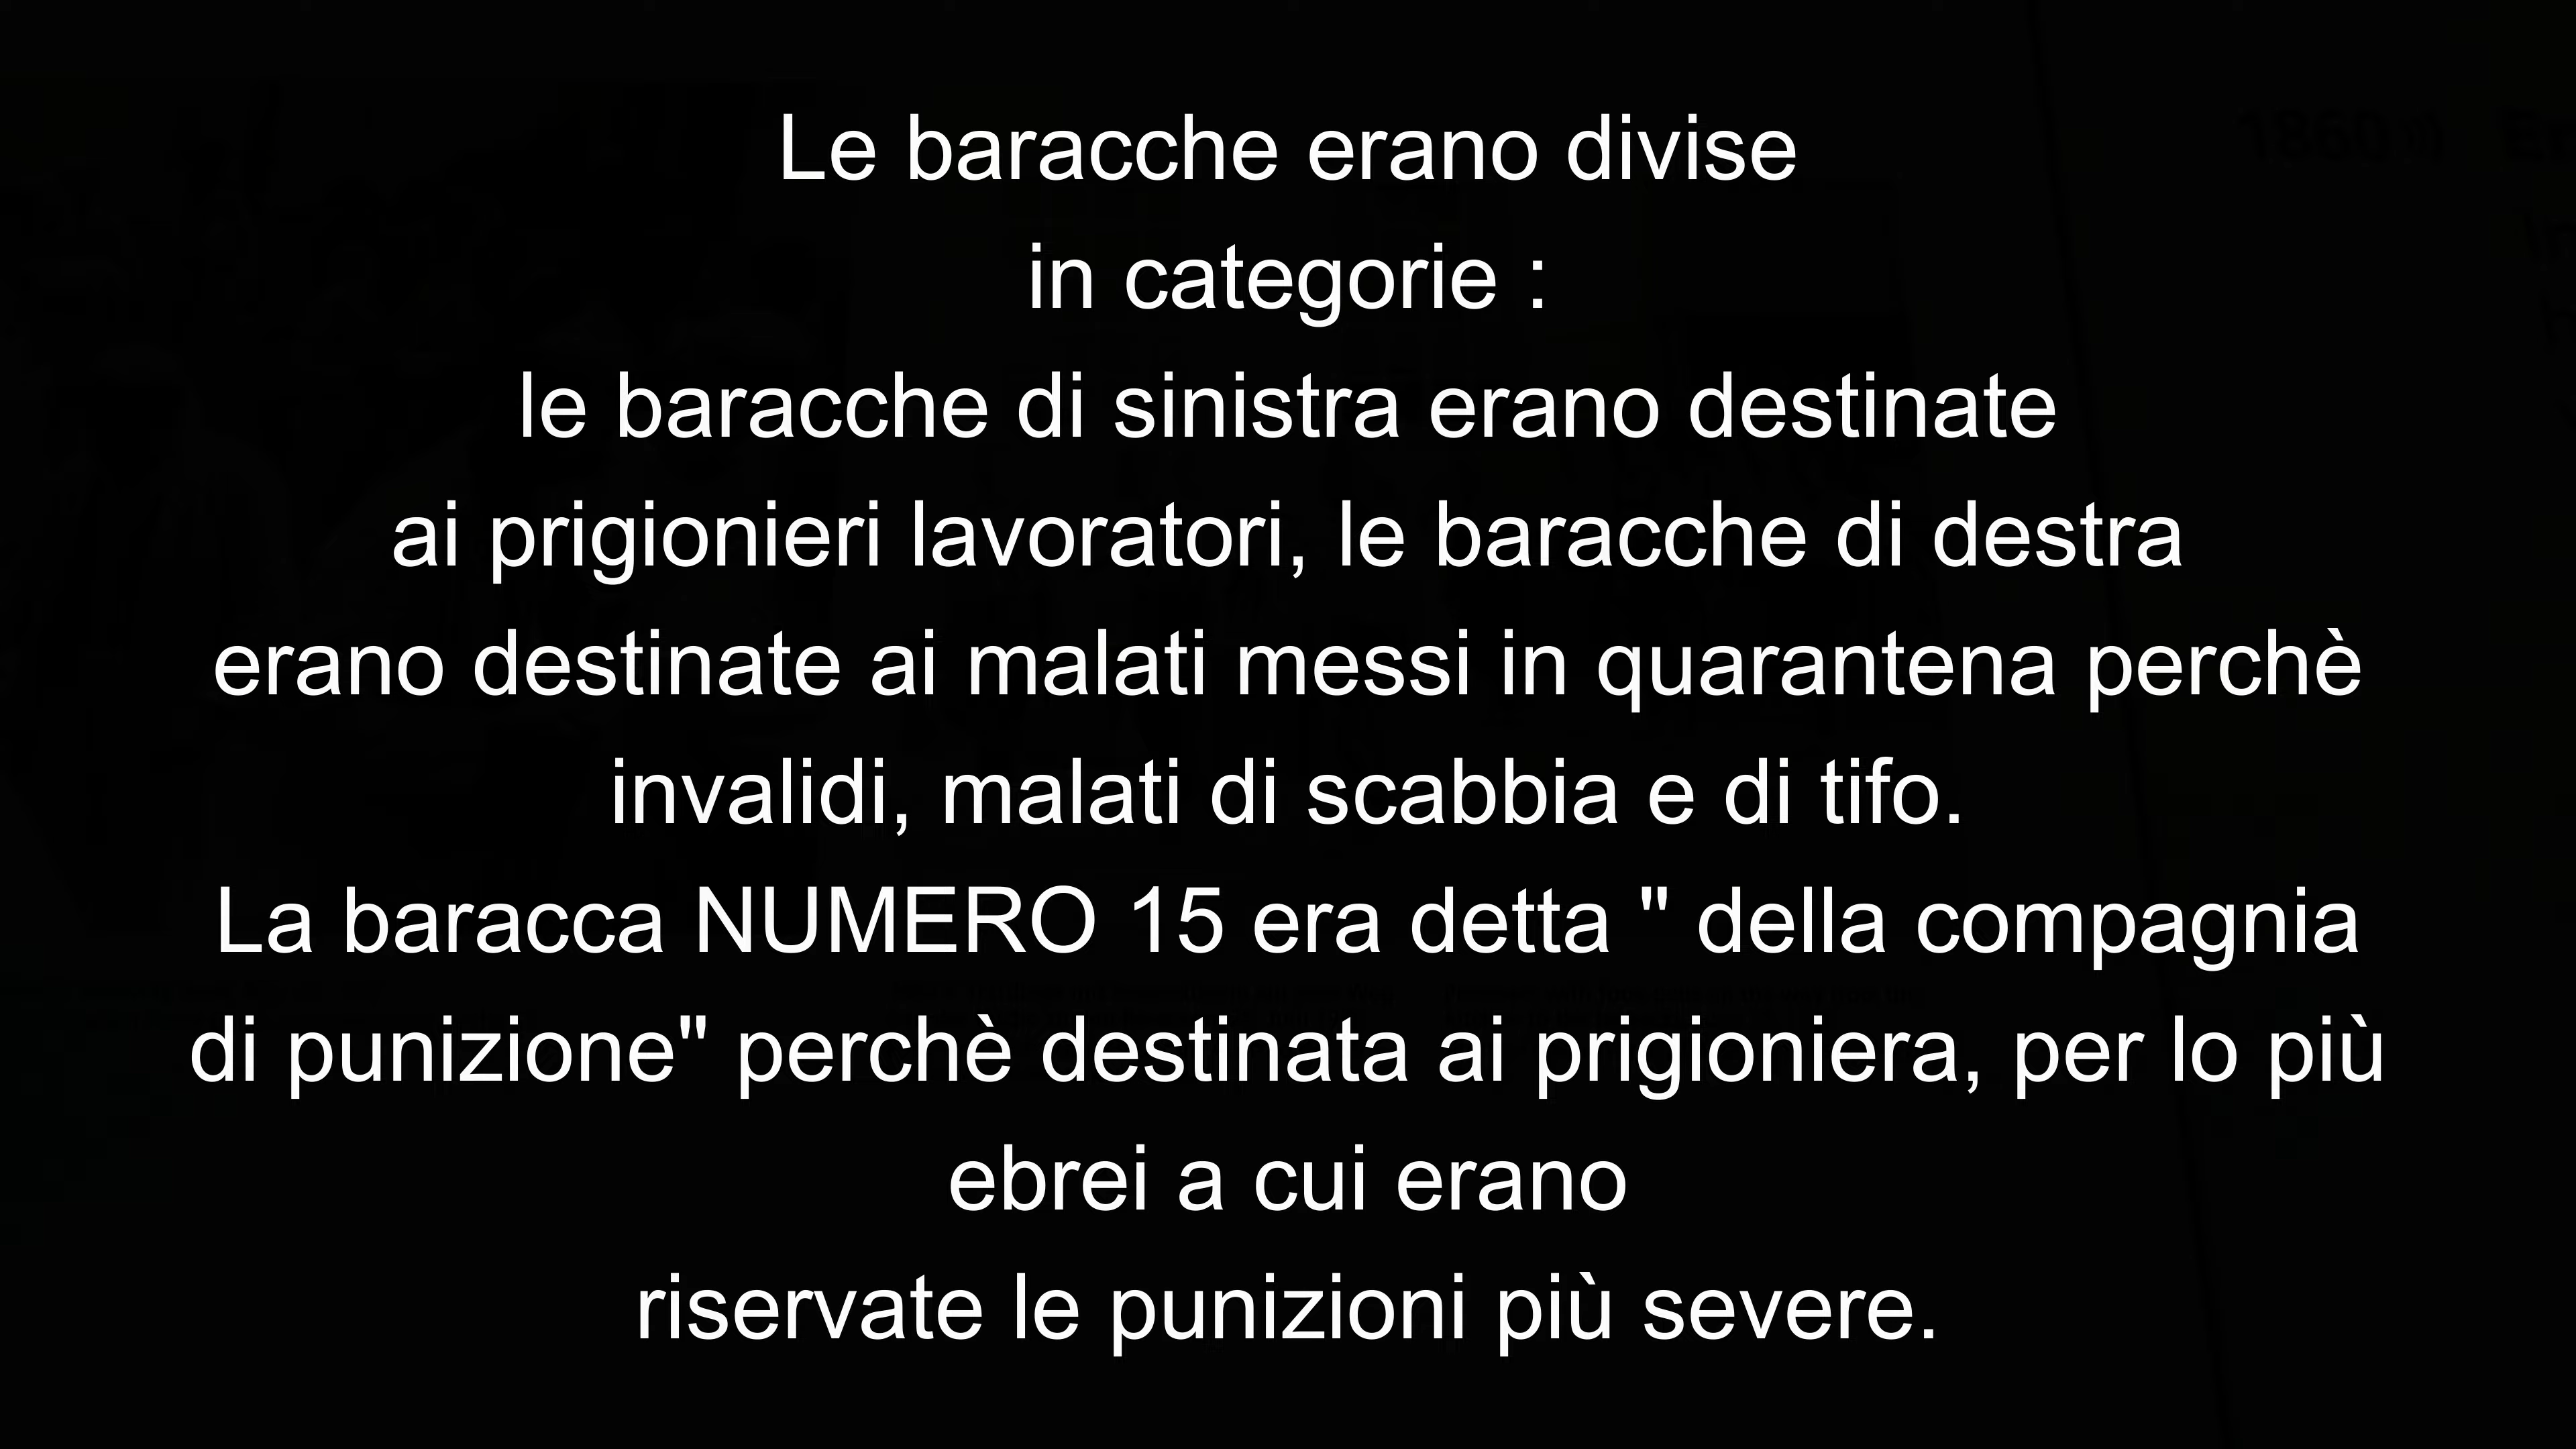 Le baracche erano divise
in categorie :
le baracche di sinistra erano destinate
ai prigionieri lavoratori, le baracche di destra
erano destinate ai malati messi in quarantena perchè
invalidi, malati di scabbia e di tifo.
La baracca NUMERO 15 era detta " della compagnia
di punizione" perchè destinata ai prigioniera, per lo più
ebrei a cui erano
riservate le punizioni più severe.